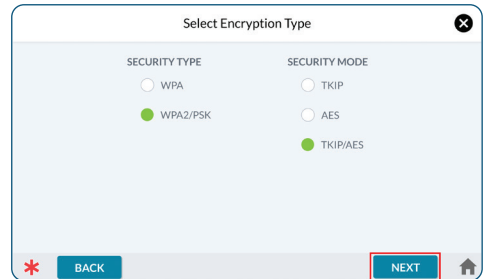 Select Encryption Type
SECURITY TYPE
WPA
WPA2/PSK
SECURITY MODE
TKIP
AES
TKIP/AES
BACK
NEXT